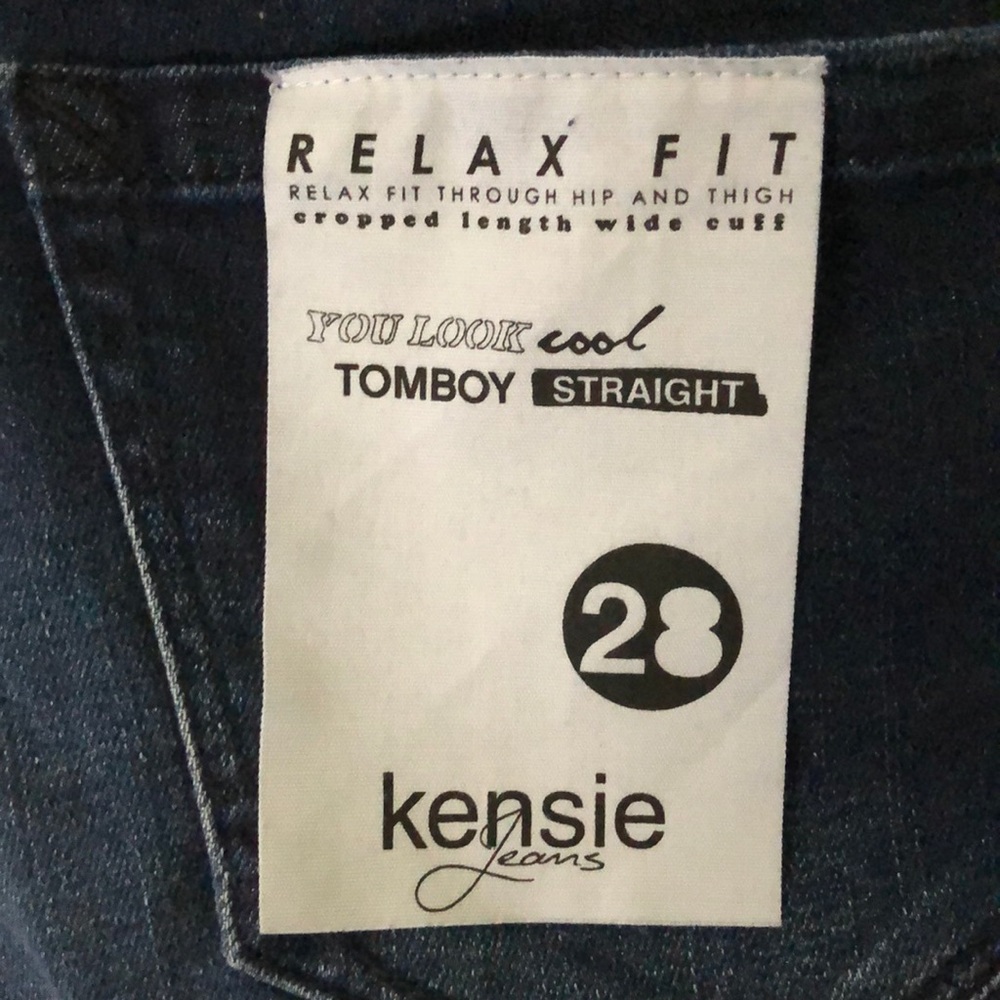 RELAX FIT
RELAX FIT THROUGH HIP AND THIGH
cropped length wide cuff
YOU LOOK cool
TOMBOY STRAIGHT
28
kensie
Jeans